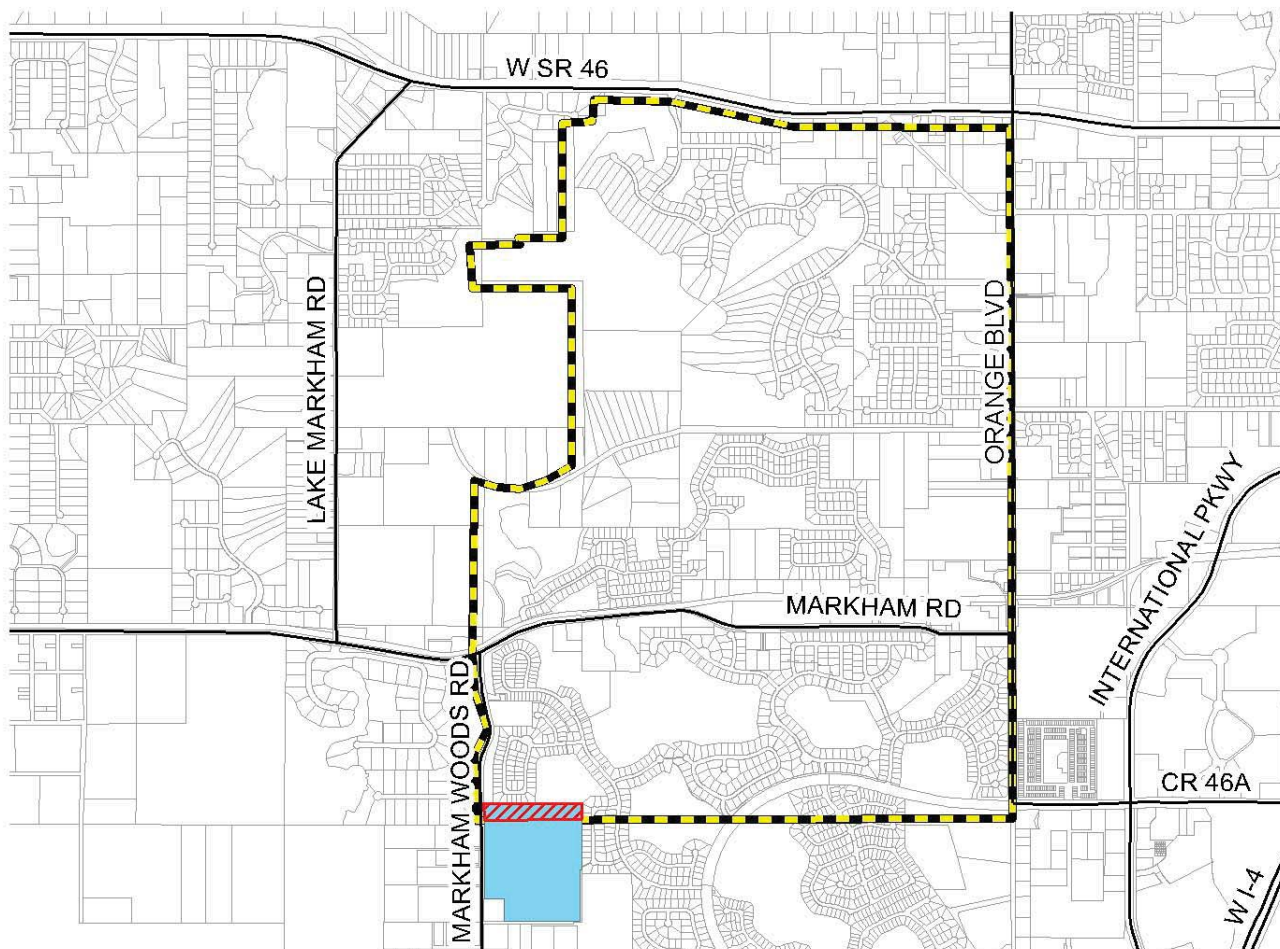 W SR 46
LAKE MARKHAM RD
ORANGE BLVD
INTERNATIONAL PKWY
MARKHAM RD
MARKHAM WOODS RD
CR 46A
W I-4